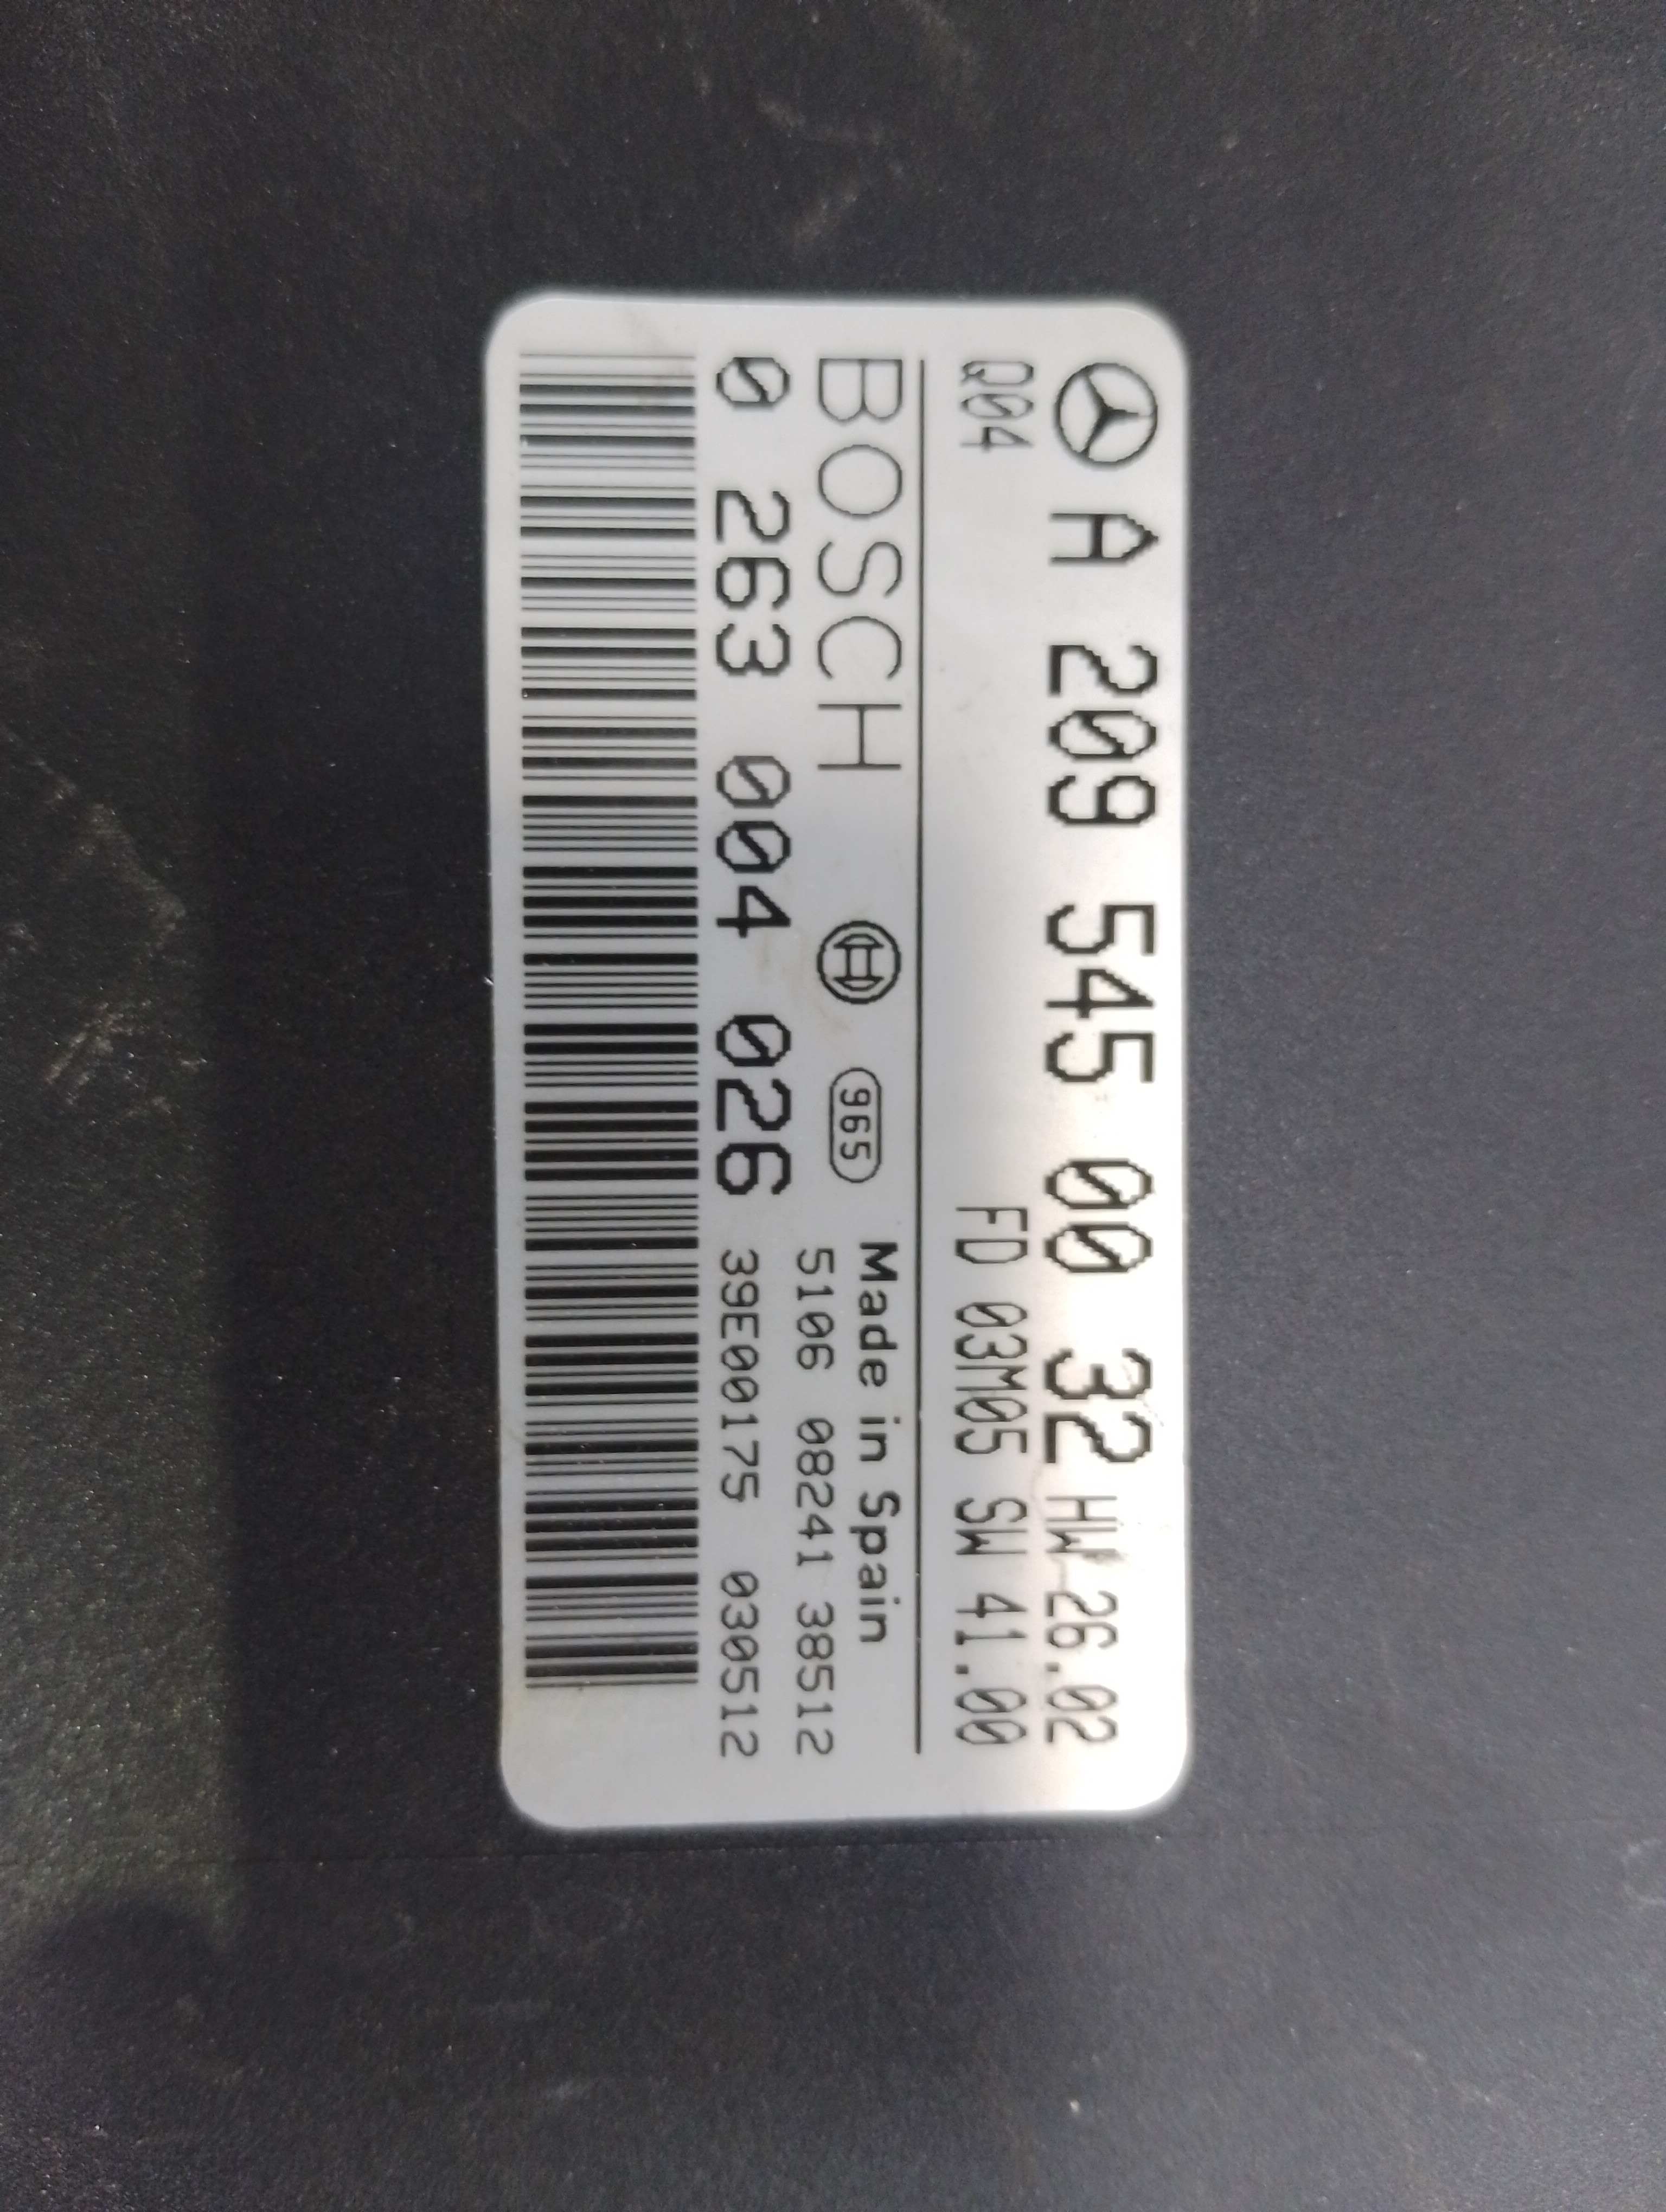 A 209 545 00 32 HW 26.02
Q04 FD 03M05 SW 41.00
BOSCH 965 Made in Spain
5106 08241 38512
0 263 004 026 39E00175 030512